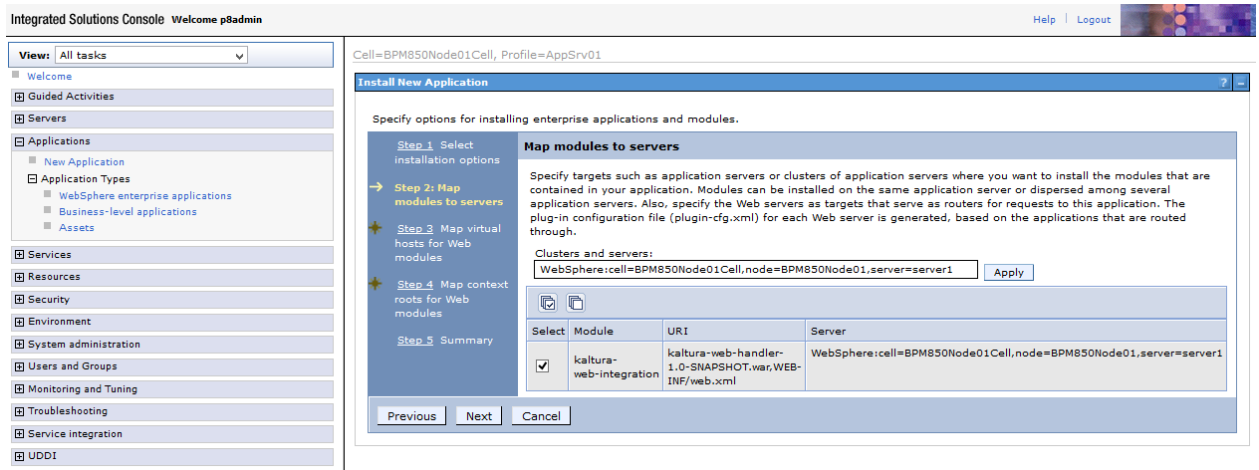 Integrated Solutions Console Welcome p8admin
Help | Logout
View: All tasks
Welcome
Guided Activities
Servers
Applications
New Application
Application Types
WebSphere enterprise applications
Business-level applications
Assets
Services
Resources
Security
Environment
System administration
Users and Groups
Monitoring and Tuning
Troubleshooting
Service integration
UDDI
Cell=BPM850Node01Cell, Profile=AppSrv01
Install New Application
? -
Specify options for installing enterprise applications and modules.
Step 1 Select
installation options
Step 2: Map
modules to servers
Step 3 Map virtual
hosts for Web
modules
Step 4 Map context
roots for Web
modules
Step 5 Summary
Map modules to servers
Specify targets such as application servers or clusters of application servers where you want to install the modules that are
contained in your application. Modules can be installed on the same application server or dispersed among several
application servers. Also, specify the Web servers as targets that serve as routers for requests to this application. The
plug-in configuration file (plugin-cfg.xml) for each Web server is generated, based on the applications that are routed
through.
Clusters and servers:
WebSphere:cell=BPM850Node01Cell,node=BPM850Node01,server=server1
Apply
Select Module URI Server
kaltura-
web-integration
kaltura-web-handler-
1.0-SNAPSHOT.war,WEB-
INF/web.xml
WebSphere:cell=BPM850Node01Cell,node=BPM850Node01,server=server1
Previous Next Cancel